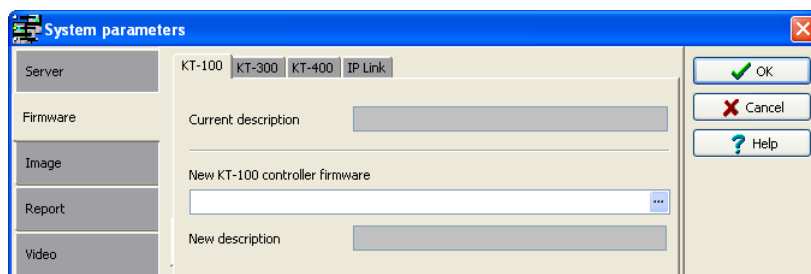 System parameters
Server
Firmware
Image
Report
Video
KT-100 KT-300 KT-400 IP Link
Current description
New KT-100 controller firmware
...
New description
OK
Cancel
? Help